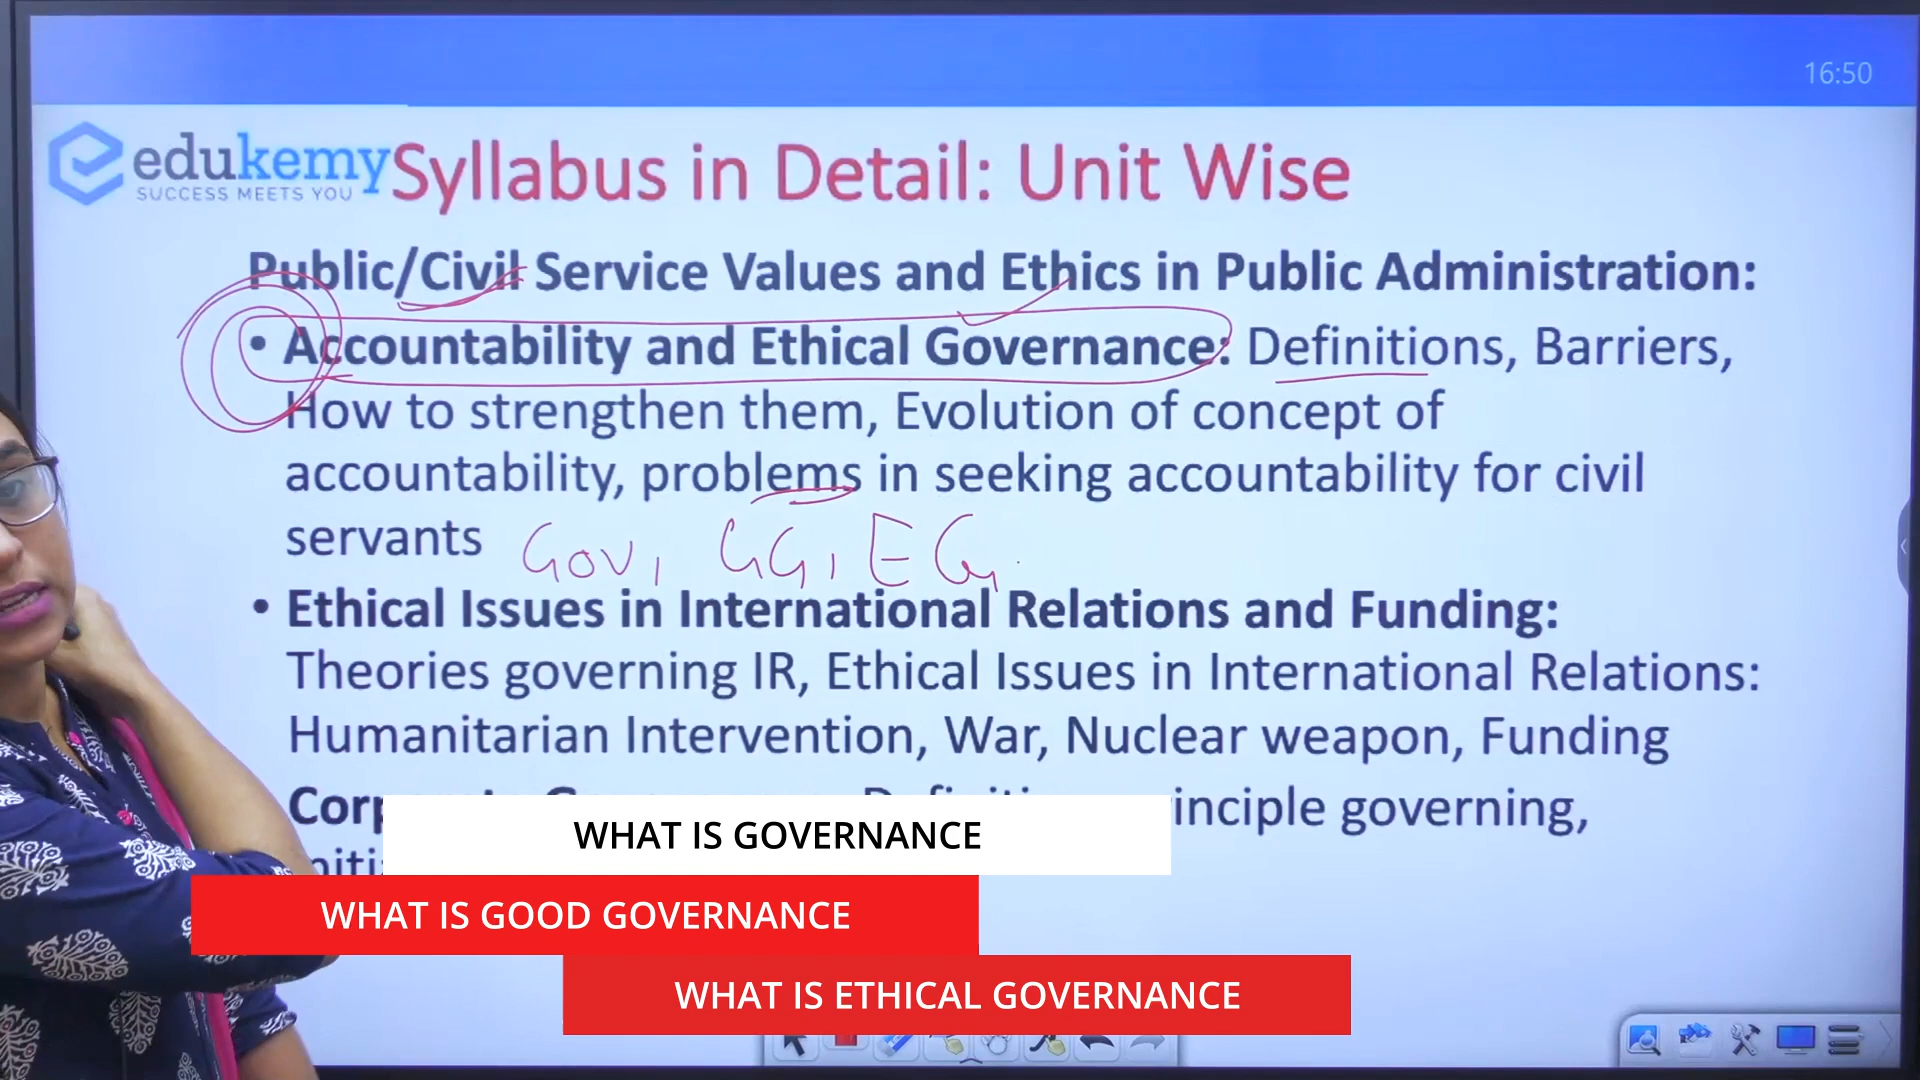 16:50
edukemy
SUCCESS MEETS YOU
Syllabus in Detail: Unit Wise
Public/Civil Service Values and Ethics in Public Administration:
• Accountability and Ethical Governance: Definitions, Barriers,
How to strengthen them, Evolution of concept of
accountability, problems in seeking accountability for civil
servants
Gov, GG, EG
• Ethical Issues in International Relations and Funding:
Theories governing IR, Ethical Issues in International Relations:
Humanitarian Intervention, War, Nuclear weapon, Funding
governing,
WHAT IS GOVERNANCE
WHAT IS GOOD GOVERNANCE
WHAT IS ETHICAL GOVERNANCE